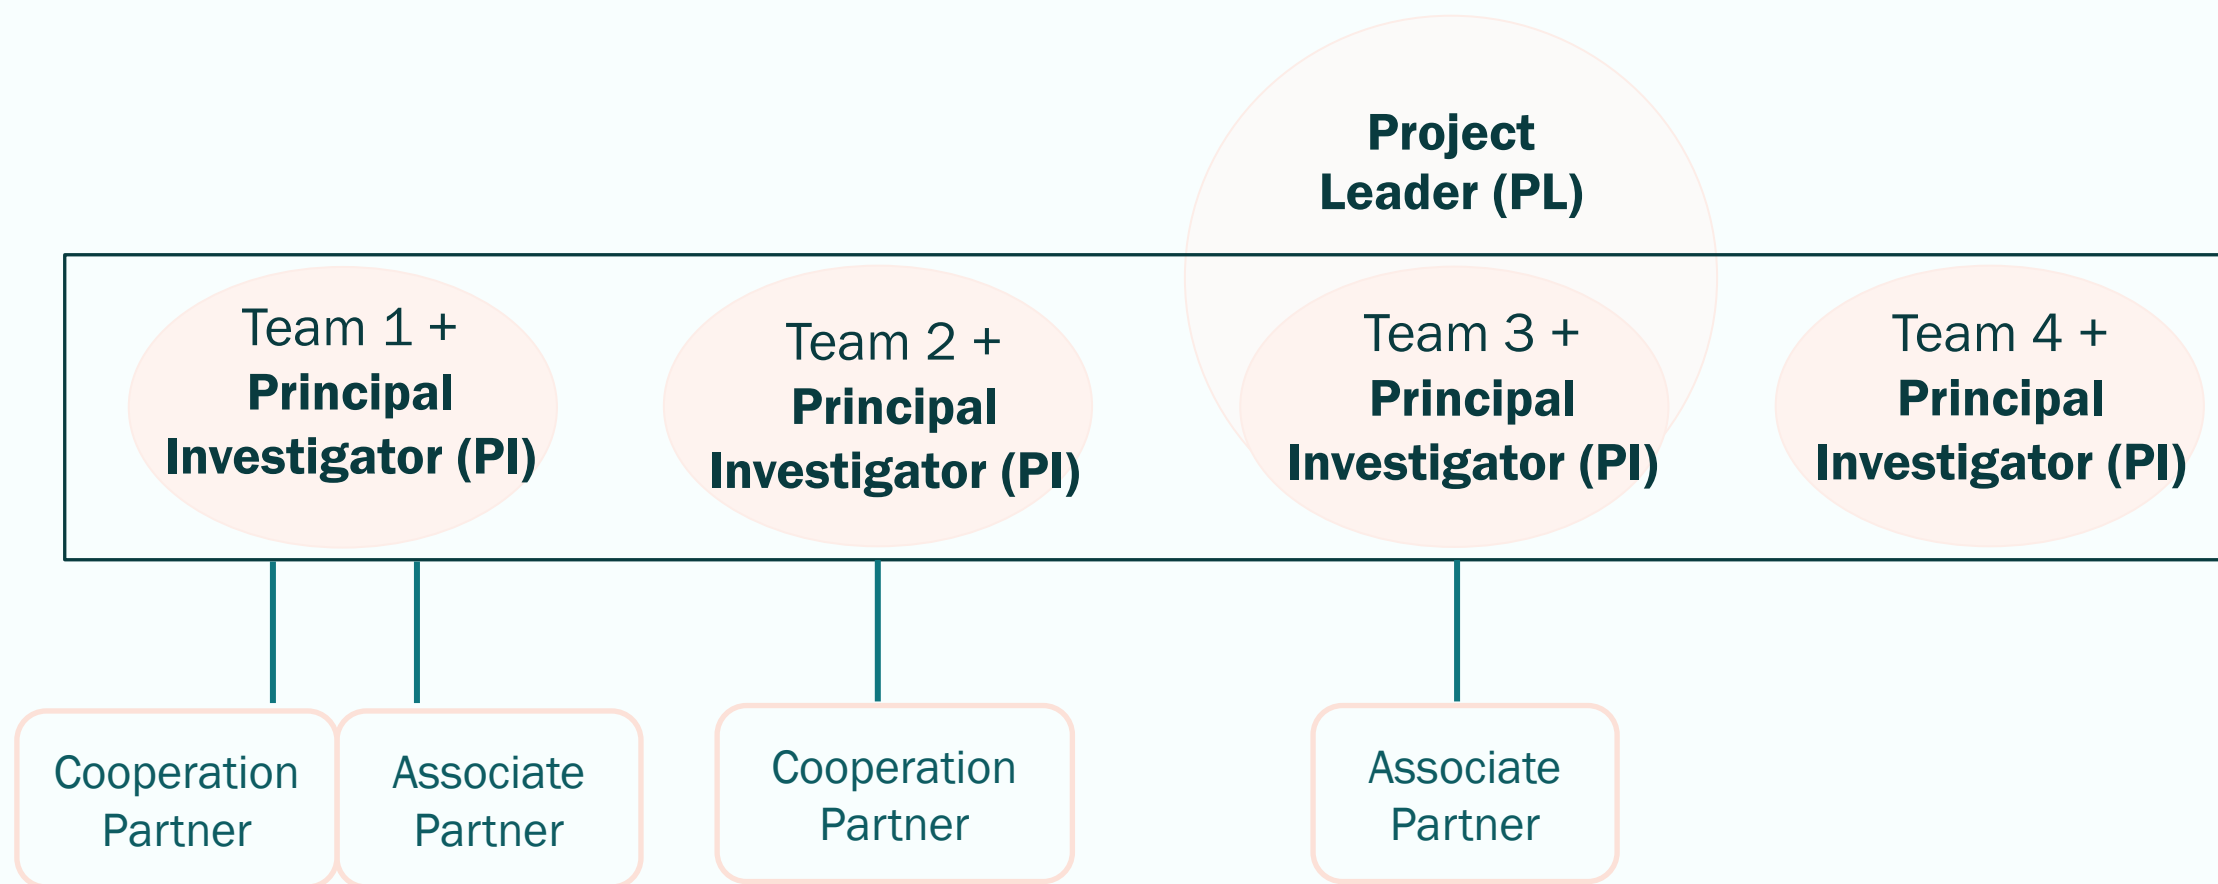 Project
Leader (PL)
Team 1 +
Principal
Investigator (PI)
Team 2 +
Principal
Investigator (PI)
Team 3 +
Principal
Investigator (PI)
Team 4 +
Principal
Investigator (PI)
Cooperation
Partner
Associate
Partner
Cooperation
Partner
Associate
Partner